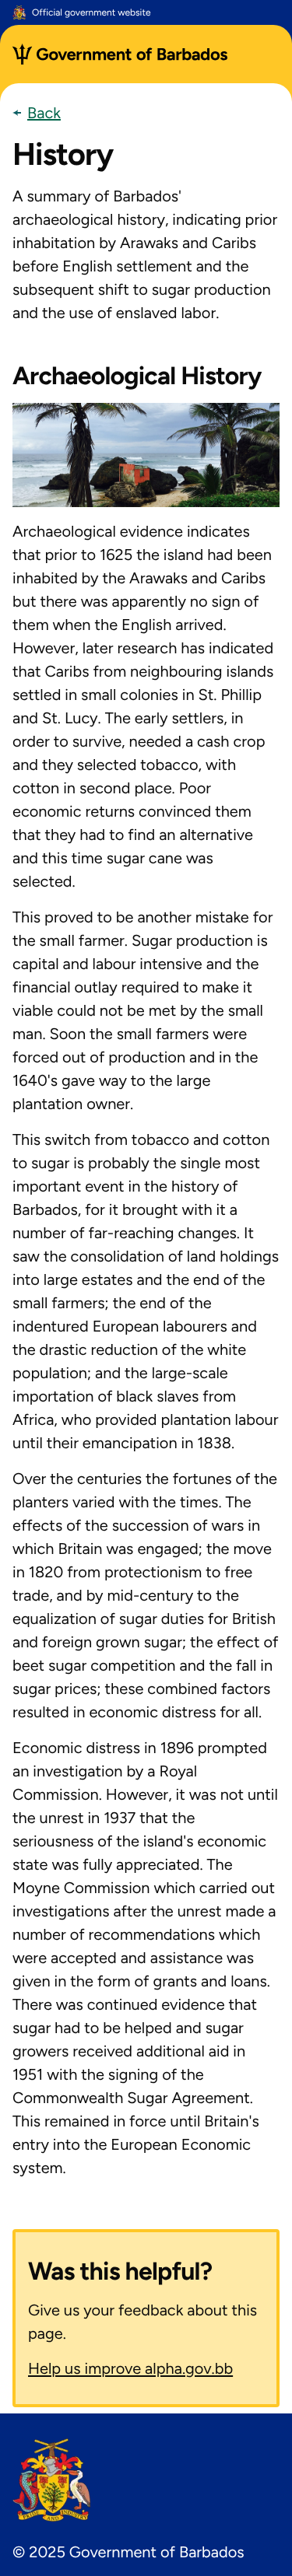 Official government website
Government of Barbados
Back
History
A summary of Barbados'
archaeological history, indicating prior
inhabitation by Arawaks and Caribs
before English settlement and the
subsequent shift to sugar production
and the use of enslaved labor.
Archaeological History
Archaeological evidence indicates
that prior to 1625 the island had been
inhabited by the Arawaks and Caribs
but there was apparently no sign of
them when the English arrived.
However, later research has indicated
that Caribs from neighbouring islands
settled in small colonies in St. Phillip
and St. Lucy. The early settlers, in
order to survive, needed a cash crop
and they selected tobacco, with
cotton in second place. Poor
economic returns convinced them
that they had to find an alternative
and this time sugar cane was
selected.
This proved to be another mistake for
the small farmer. Sugar production is
capital and labour intensive and the
financial outlay required to make it
viable could not be met by the small
man. Soon the small farmers were
forced out of production and in the
1640's gave way to the large
plantation owner.
This switch from tobacco and cotton
to sugar is probably the single most
important event in the history of
Barbados, for it brought with it a
number of far-reaching changes. It
saw the consolidation of land holdings
into large estates and the end of the
small farmers; the end of the
indentured European labourers and
the drastic reduction of the white
population; and the large-scale
importation of black slaves from
Africa, who provided plantation labour
until their emancipation in 1838.
Over the centuries the fortunes of the
planters varied with the times. The
effects of the succession of wars in
which Britain was engaged; the move
in 1820 from protectionism to free
trade, and by mid-century to the
equalization of sugar duties for British
and foreign grown sugar; the effect of
beet sugar competition and the fall in
sugar prices; these combined factors
resulted in economic distress for all.
Economic distress in 1896 prompted
an investigation by a Royal
Commission. However, it was not until
the unrest in 1937 that the
seriousness of the island's economic
state was fully appreciated. The
Moyne Commission which carried out
investigations after the unrest made a
number of recommendations which
were accepted and assistance was
given in the form of grants and loans.
There was continued evidence that
sugar had to be helped and sugar
growers received additional aid in
1951 with the signing of the
Commonwealth Sugar Agreement.
This remained in force until Britain's
entry into the European Economic
system.
Was this helpful?
Give us your feedback about this
page.
Help us improve alpha.gov.bb
PRIDE AND INDUSTRY
© 2025 Government of Barbados